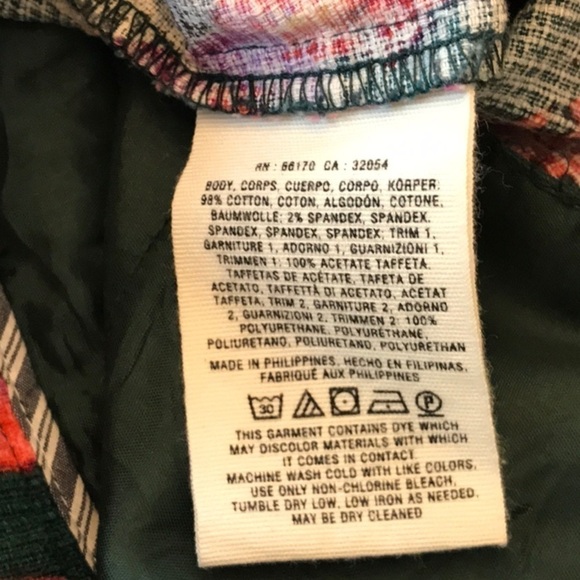 RN : 66170 CA : 32054
BODY, CORPS, CUERPO, CORPO, KÖRPER:
98% COTTON, COTON, ALGODÓN, COTONE,
BAUMWOLLE; 2% SPANDEX, SPANDEX,
SPANDEX, SPANDEX, SPANDEX; TRIM 1,
GARNITURE 1, ADORNO 1, GUARNIZIONI 1,
TRIMMEN 1: 100% ACETATE TAFFETA,
TAFFETAS DE ACÉTATE, TAFETA DE
ACETATO, TAFFETTÀ DI ACETATO, ACETAT
TAFFETA, TRIM 2, GARNITURE 2, ADORNO
2, GUARNIZIONI 2, TRIMMEN 2: 100%
POLYURETHANE, POLYURÉTHANE,
POLIURETANO, POLIURETANO, POLYURETHAN
MADE IN PHILIPPINES, HECHO EN FILIPINAS,
FABRIQUÉ AUX PHILIPPINES
30 P
THIS GARMENT CONTAINS DYE WHICH
MAY DISCOLOR MATERIALS WITH WHICH
IT COMES IN CONTACT.
MACHINE WASH COLD WITH LIKE COLORS,
USE ONLY NON-CHLORINE BLEACH,
TUMBLE DRY LOW, LOW IRON AS NEEDED.
MAY BE DRY CLEANED